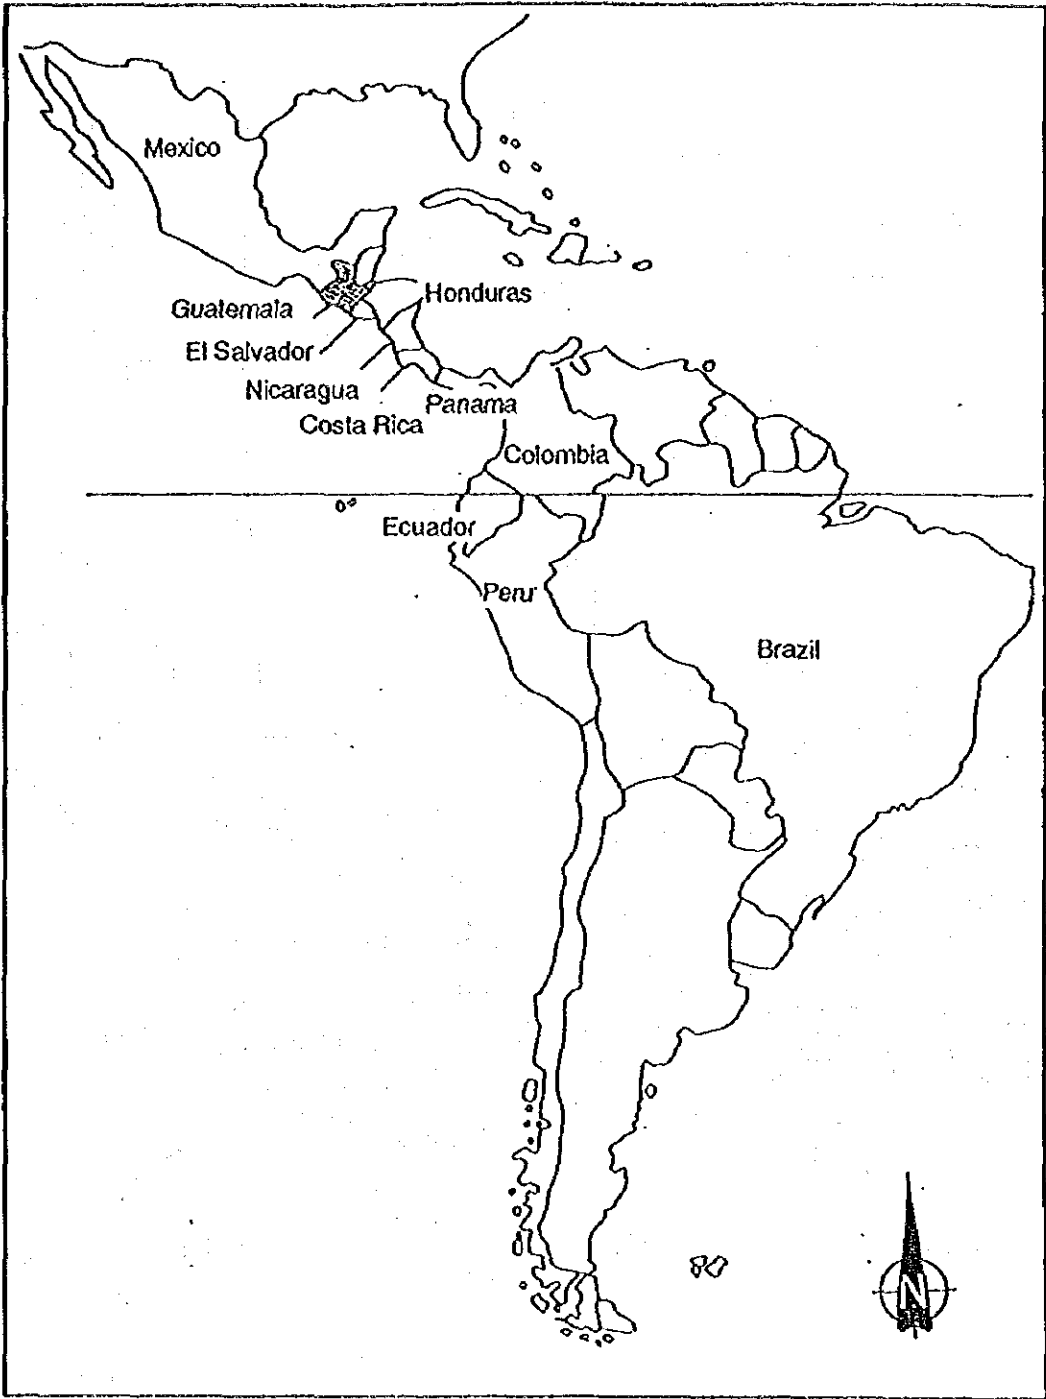 Mexico
Honduras
Guatemala
El Salvador
Nicaragua
Panama
Costa Rica
Colombia
Ecuador
Peru
Brazil
N